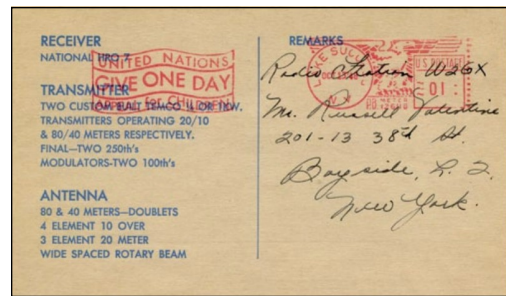 RECEIVER
NATIONAL HRO 7
UNITED NATIONS
GIVE ONE DAY
TRANSMITTER
TWO CUSTOM BUILT TEMCO 1KW.
TRANSMITTERS OPERATING 20/10
& 80/40 METERS RESPECTIVELY.
FINAL—TWO 250th's
MODULATORS—TWO 100th's
ANTENNA
80 & 40 METERS—DOUBLETS
4 ELEMENT 10 OVER
3 ELEMENT 20 METER
WIDE SPACED ROTARY BEAM
REMARKS
LAKE SUCCESS
N.Y.
U.S. POSTAGE
01
METER
Radio Station W2GX
Mr. Russell Valentine
201-13 38th St.
Bayside, L. I.
New York.